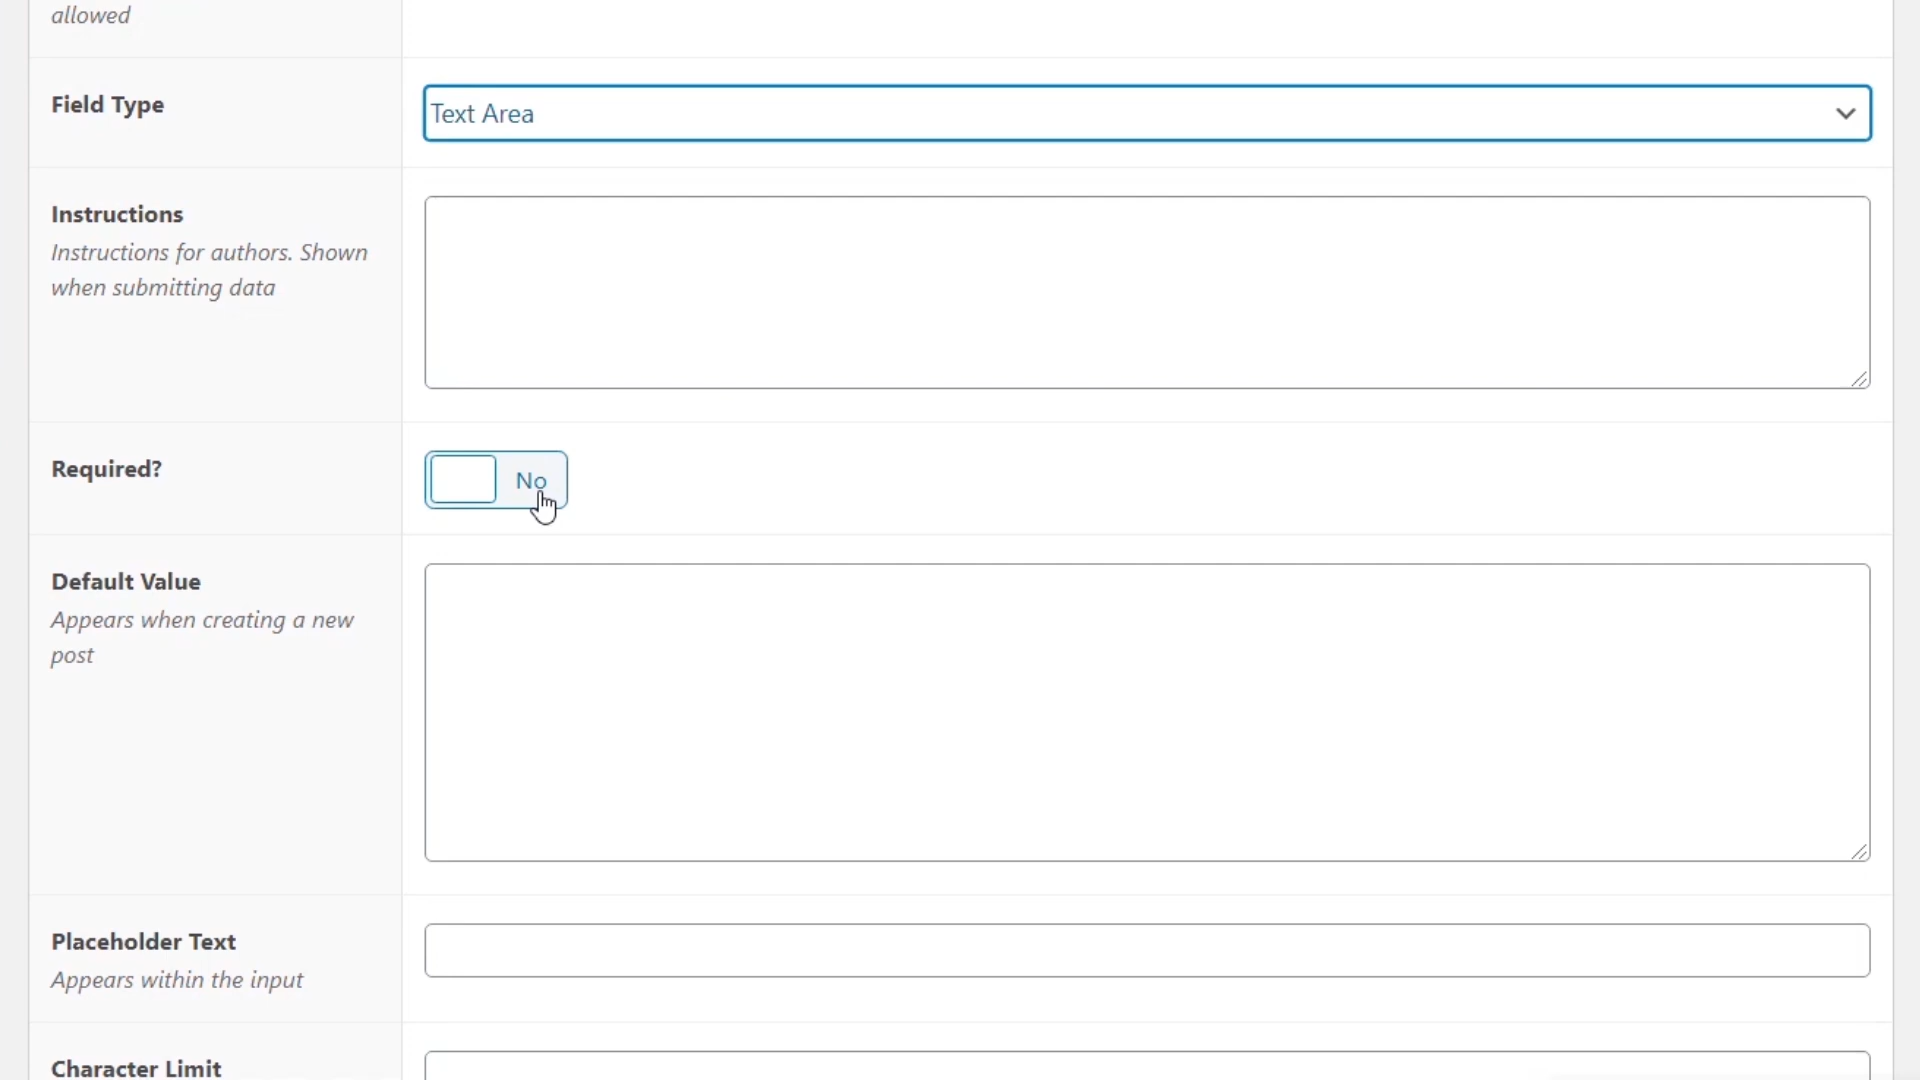 allowed
Field Type
Text Area
Instructions
Instructions for authors. Shown
when submitting data
Required?
No
Default Value
Appears when creating a new
post
Placeholder Text
Appears within the input
Character Limit